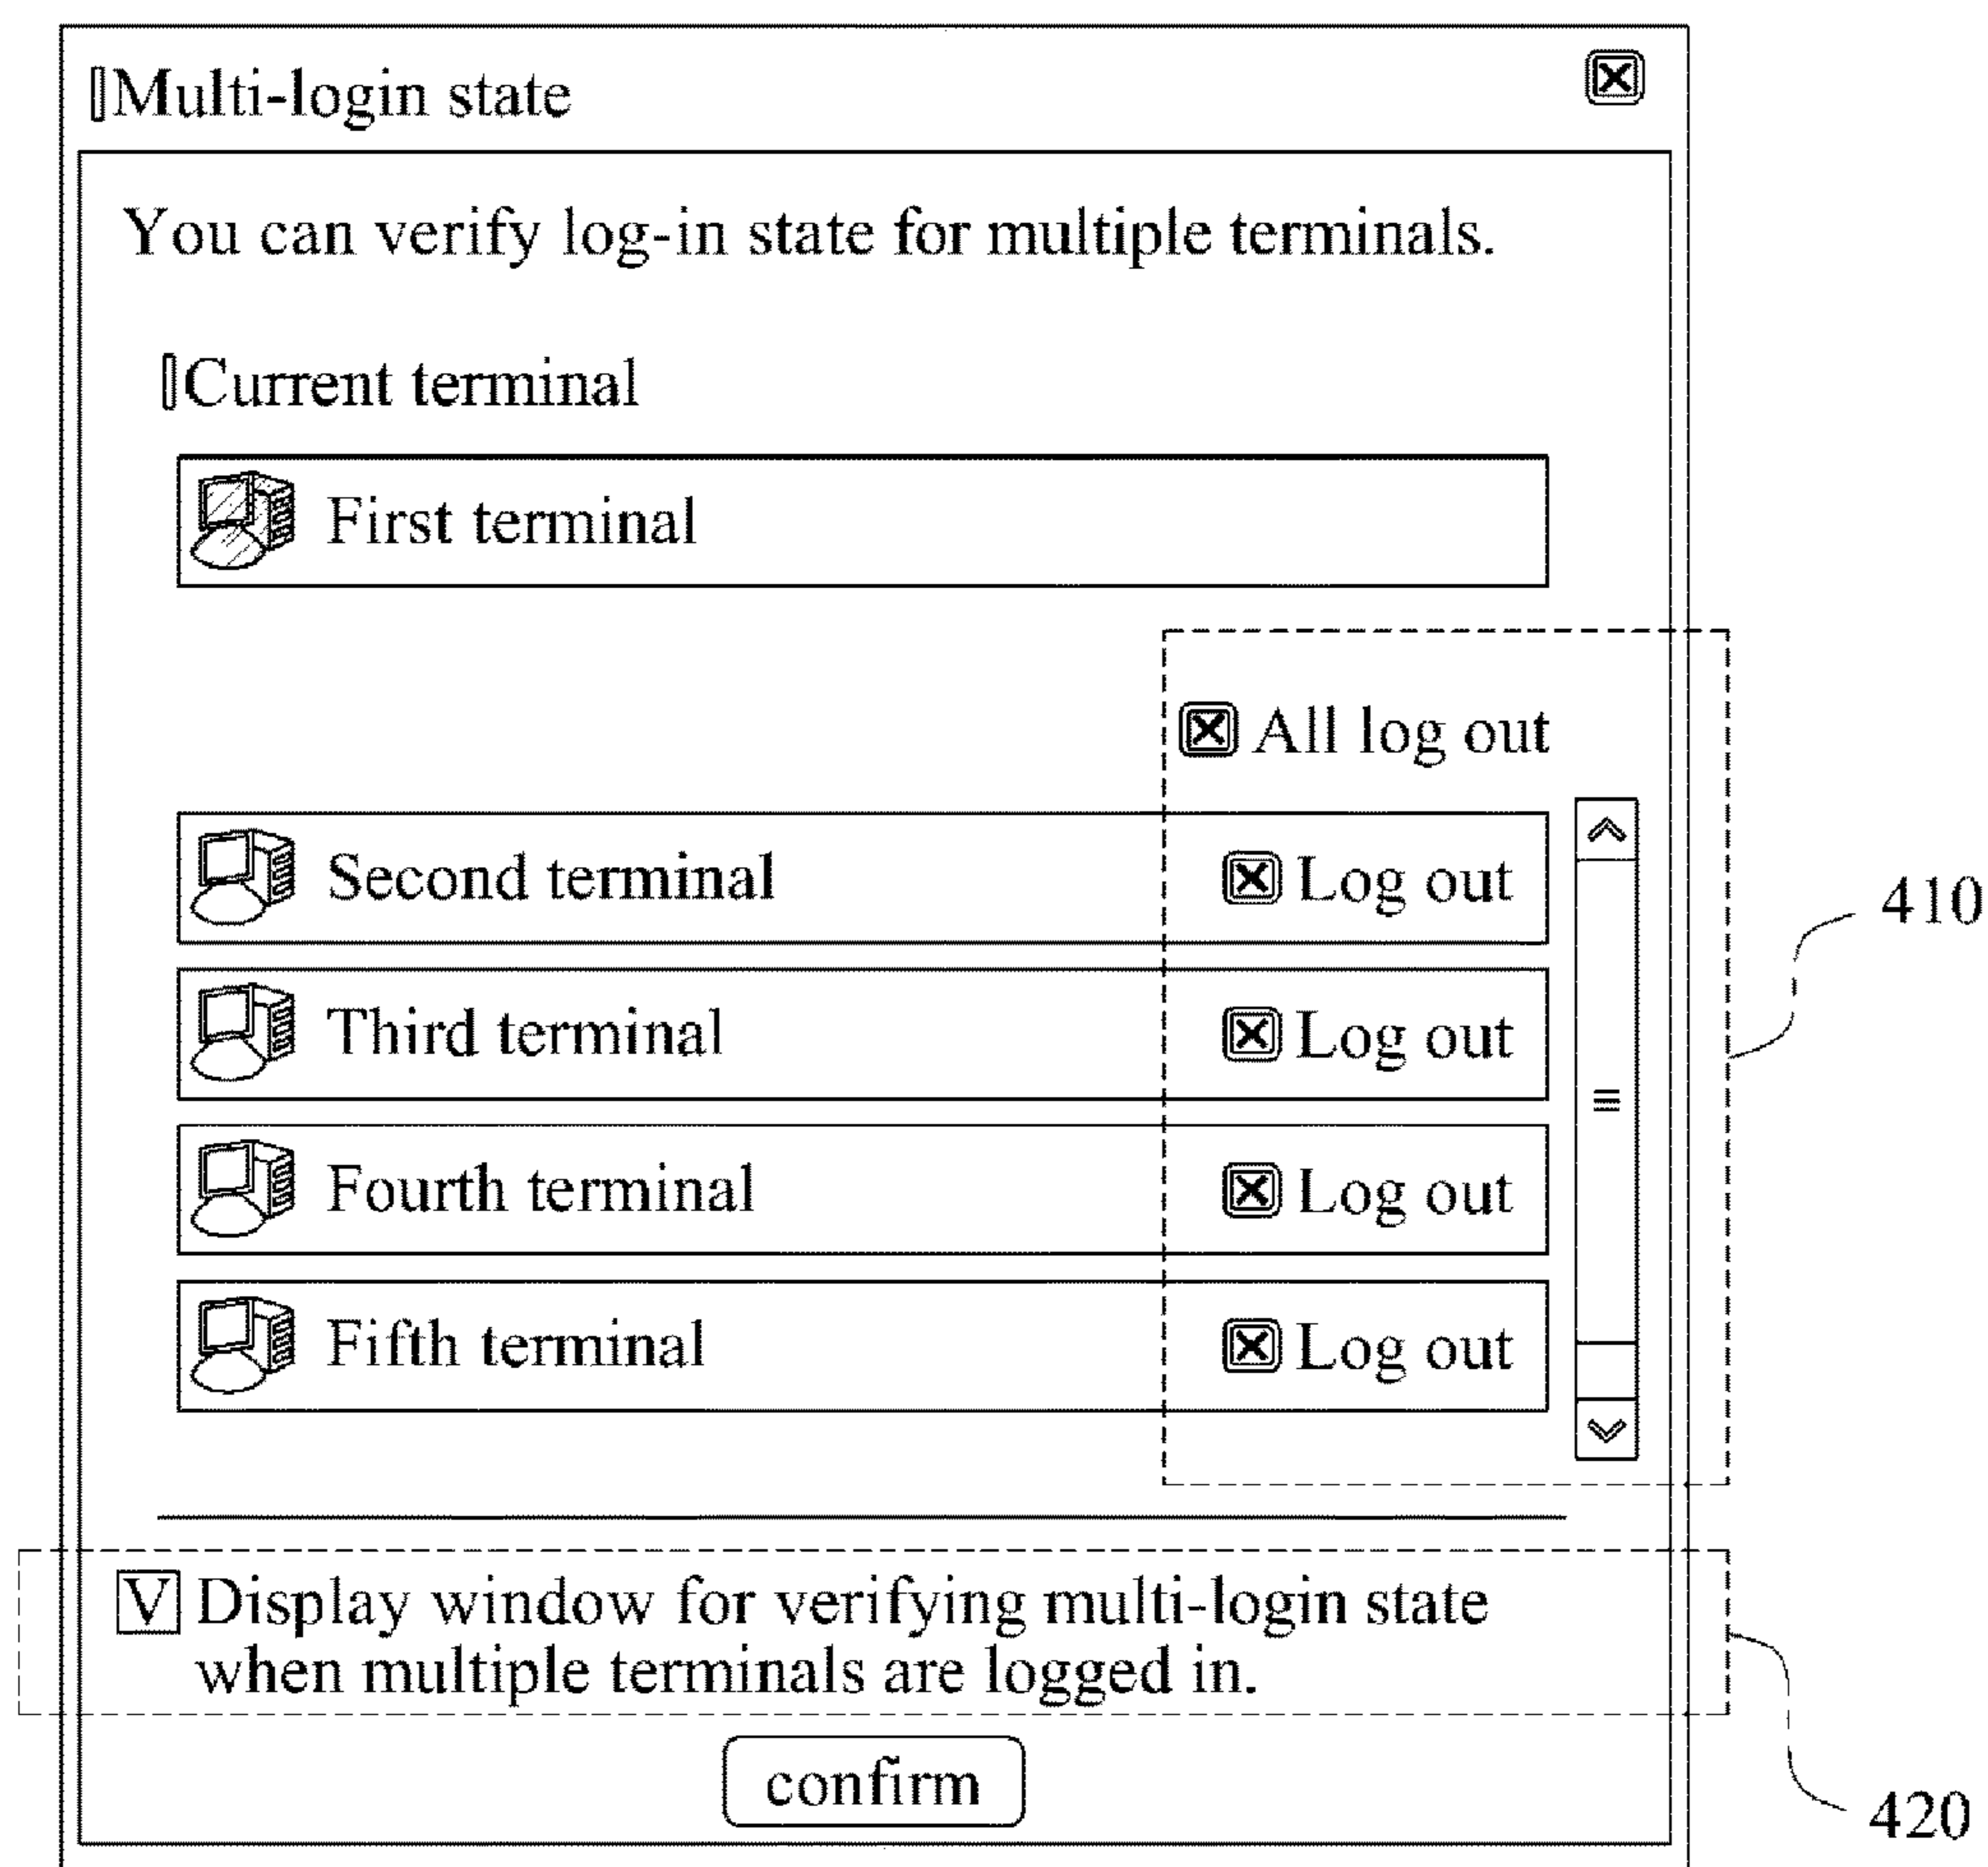 Multi-login state
You can verify log-in state for multiple terminals.
Current terminal
First terminal
All log out
Second terminal Log out
410
Third terminal Log out
Fourth terminal Log out
Fifth terminal Log out
V Display window for verifying multi-login state
when multiple terminals are logged in.
confirm
420